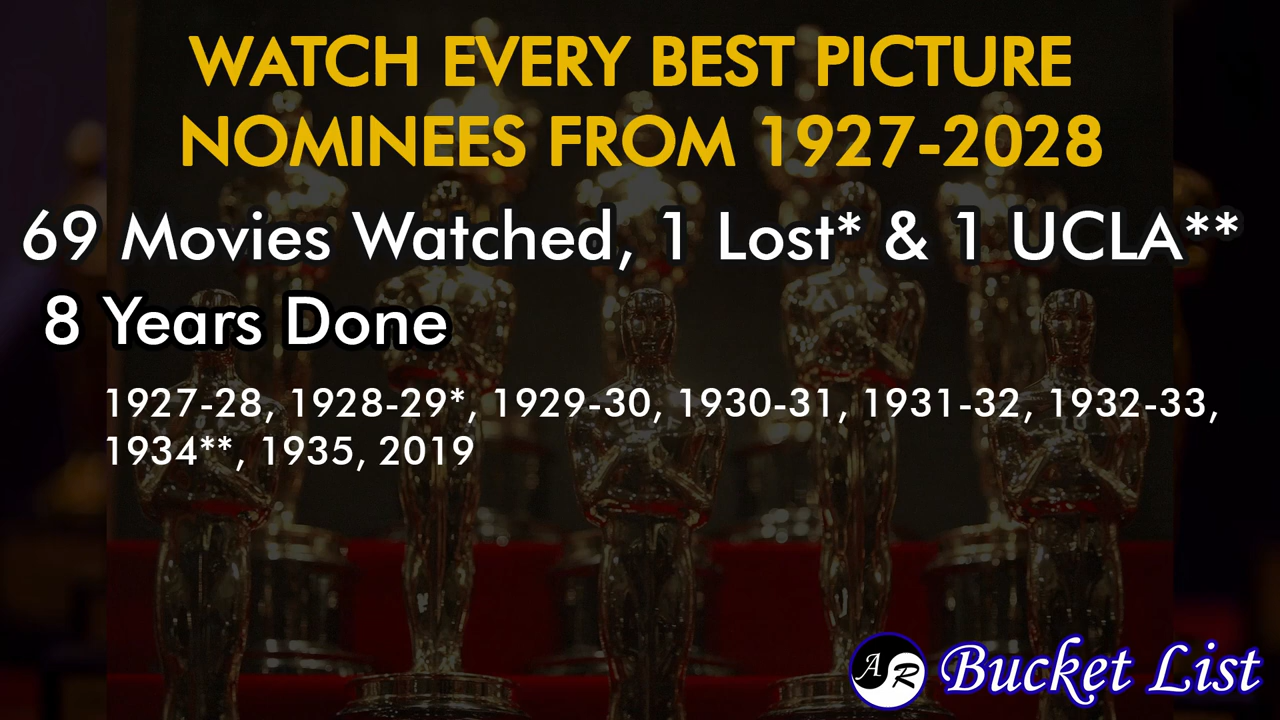 WATCH EVERY BEST PICTURE
NOMINEES FROM 1927-2028
69 Movies Watched, 1 Lost* & 1 UCLA**
8 Years Done
1927-28, 1928-29*, 1929-30, 1930-31, 1931-32, 1932-33,
1934**, 1935, 2019
AR Bucket List